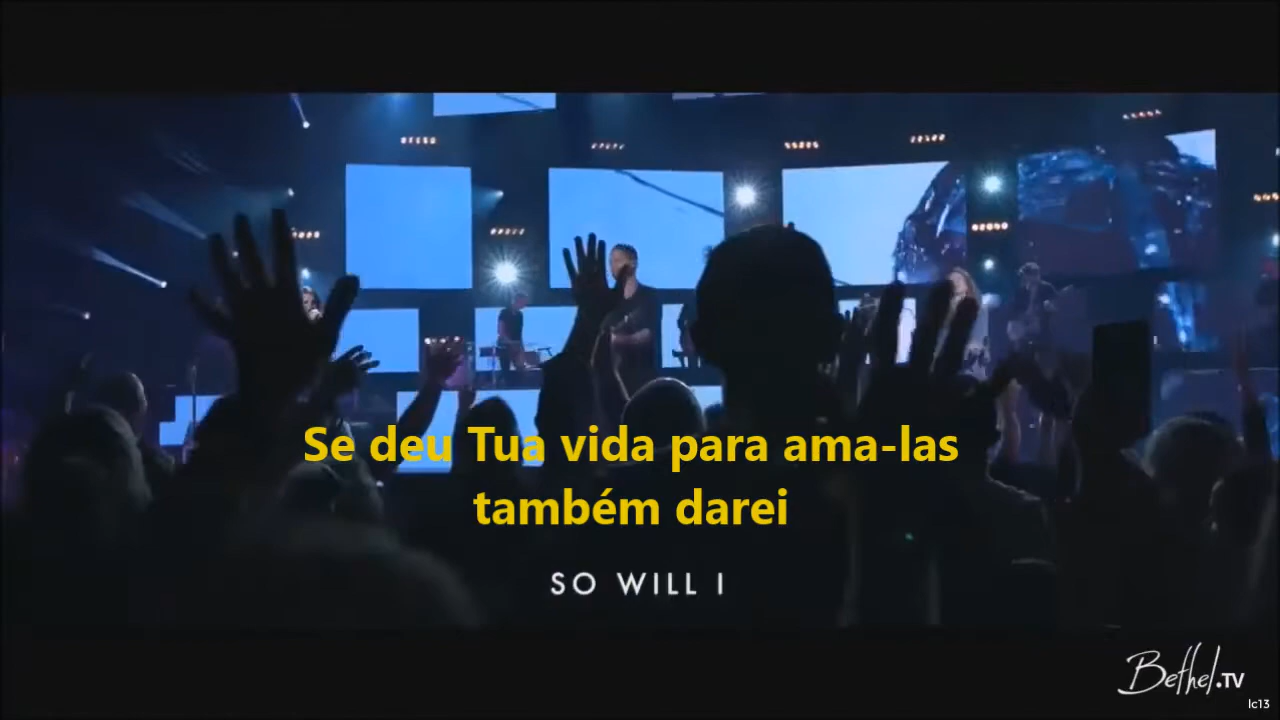 Se deu Tua vida para ama-las
também darei
SO WILL I
Bethel.TV
lc13